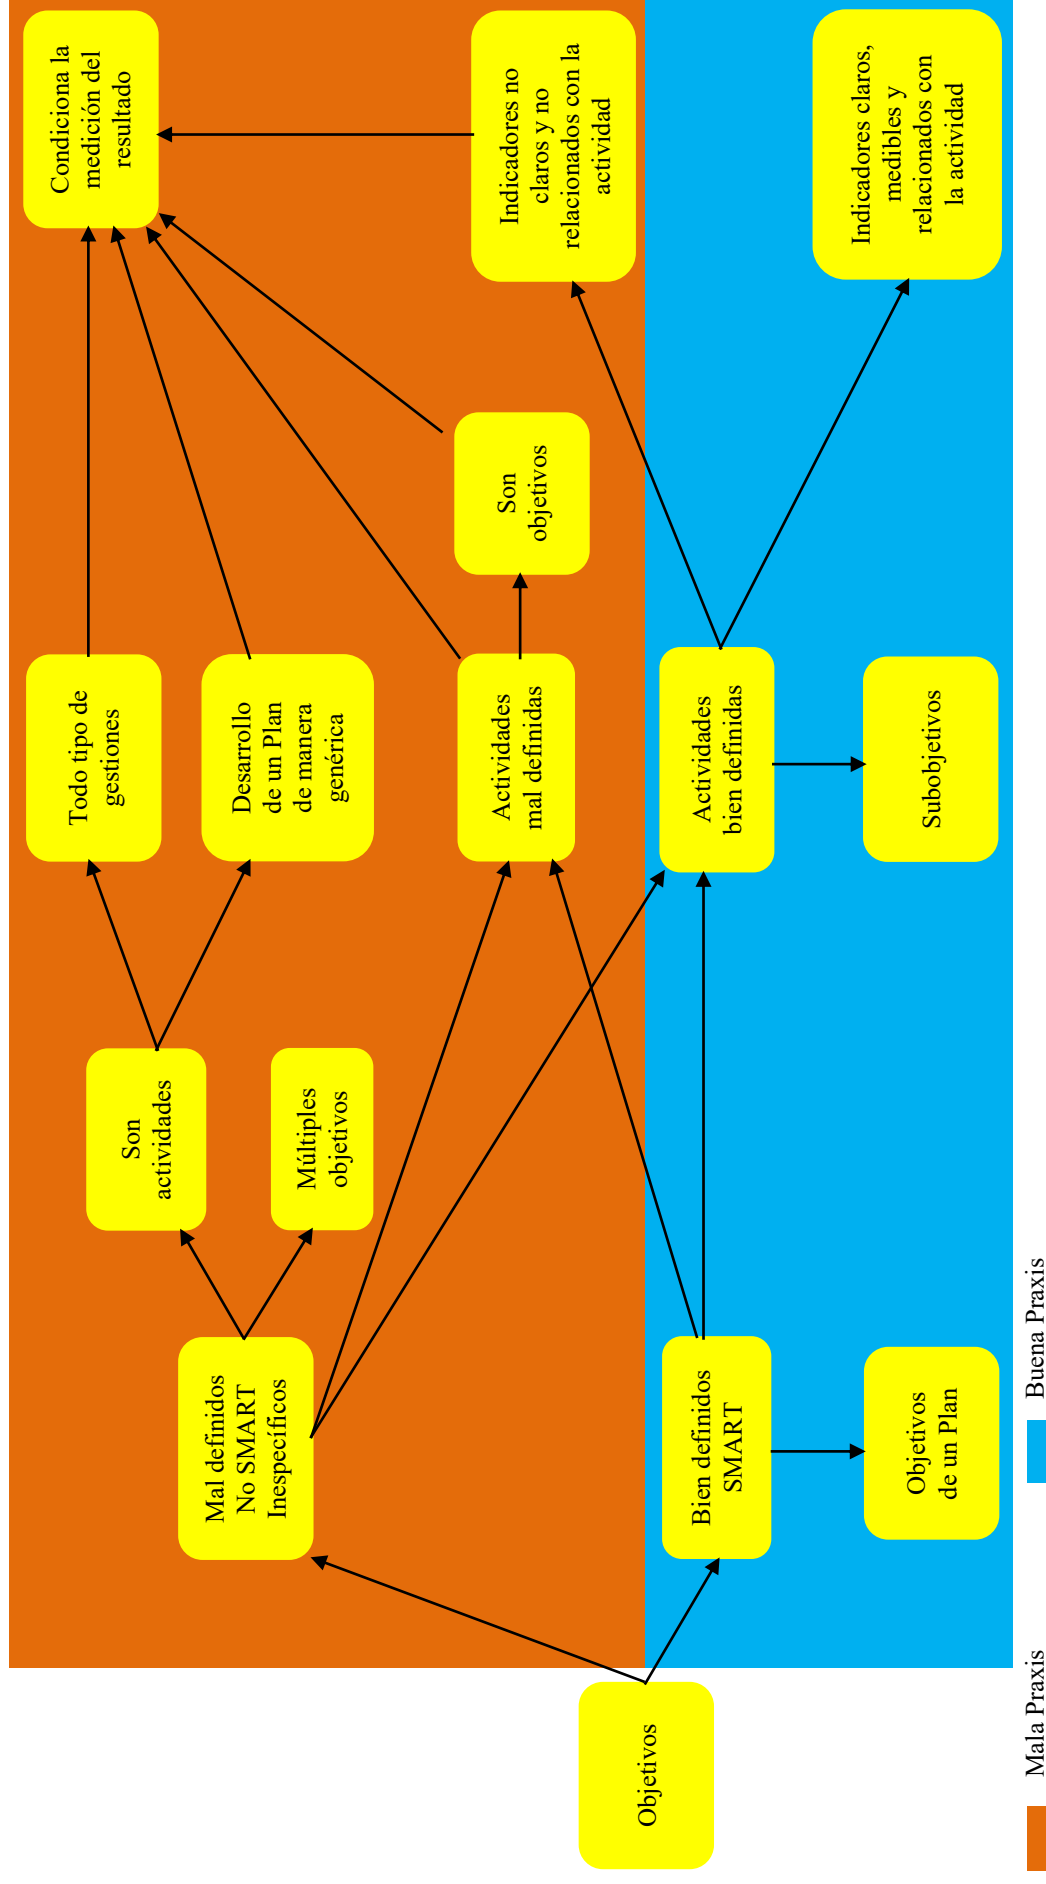 Objetivos
Mal definidos
No SMART
Inespecíficos
Bien definidos
SMART
Objetivos
de un Plan
Son
actividades
Múltiples
objetivos
Todo tipo de
gestiones
Desarrollo
de un Plan
de manera
genérica
Actividades
mal definidas
Actividades
bien definidas
Subobjetivos
Son
objetivos
Condiciona la
medición del
resultado
Indicadores no
claros y no
relacionados con la
actividad
Indicadores claros,
medibles y
relacionados con
la actividad
Mala Praxis
Buena Praxis